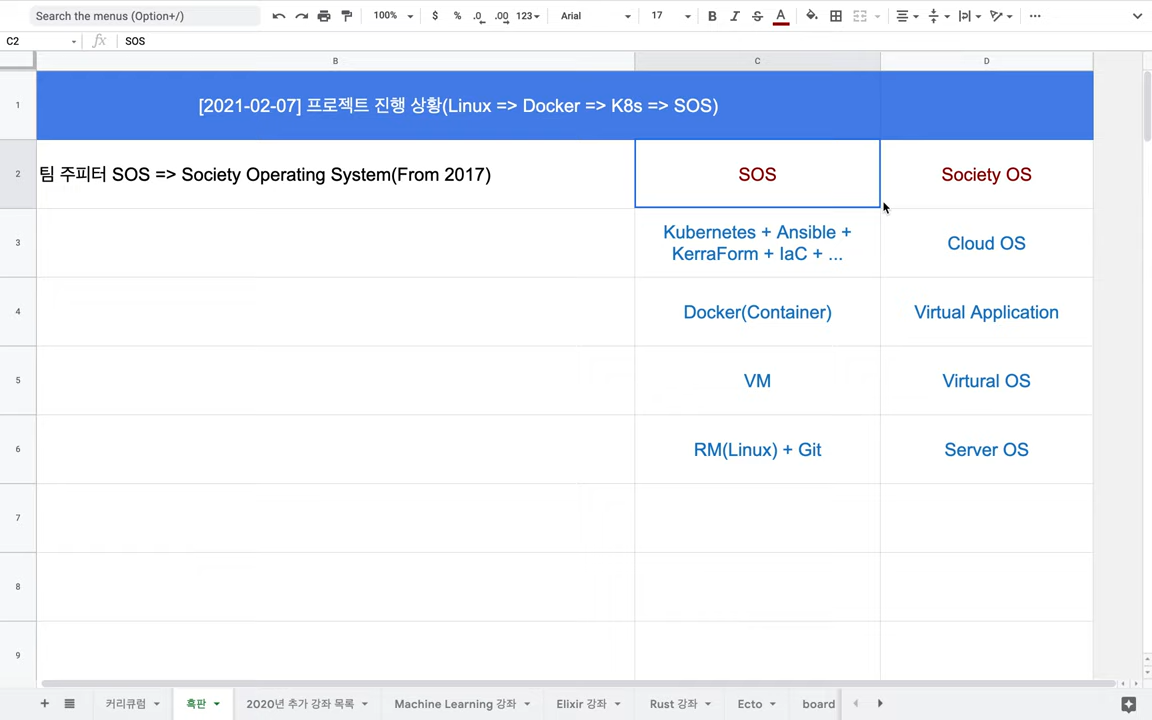 Search the menus (Option+/)
100%
$
%
.0
.00
123
Arial
17
B
I
S
A
C2
fx
SOS
B
C
D
1
[2021-02-07] 프로젝트 진행 상황(Linux => Docker => K8s => SOS)
2
팀 주피터 SOS => Society Operating System(From 2017)
SOS
Society OS
3
Kubernetes + Ansible +
KerraForm + IaC + ...
Cloud OS
4
Docker(Container)
Virtual Application
5
VM
Virtural OS
6
RM(Linux) + Git
Server OS
7
8
9
커리큐럼
흑판
2020년 추가 강좌 목록
Machine Learning 강좌
Elixir 강좌
Rust 강좌
Ecto
board